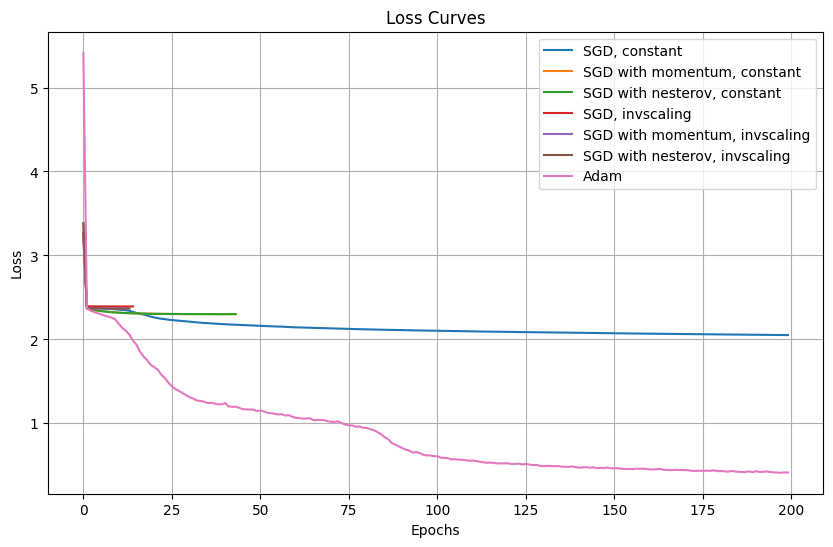 Loss Curves
SGD, constant
SGD with momentum, constant
SGD with nesterov, constant
SGD, invscaling
SGD with momentum, invscaling
SGD with nesterov, invscaling
Adam
5
4
3
2
1
Loss
0 25 50 75 100 125 150 175 200
Epochs